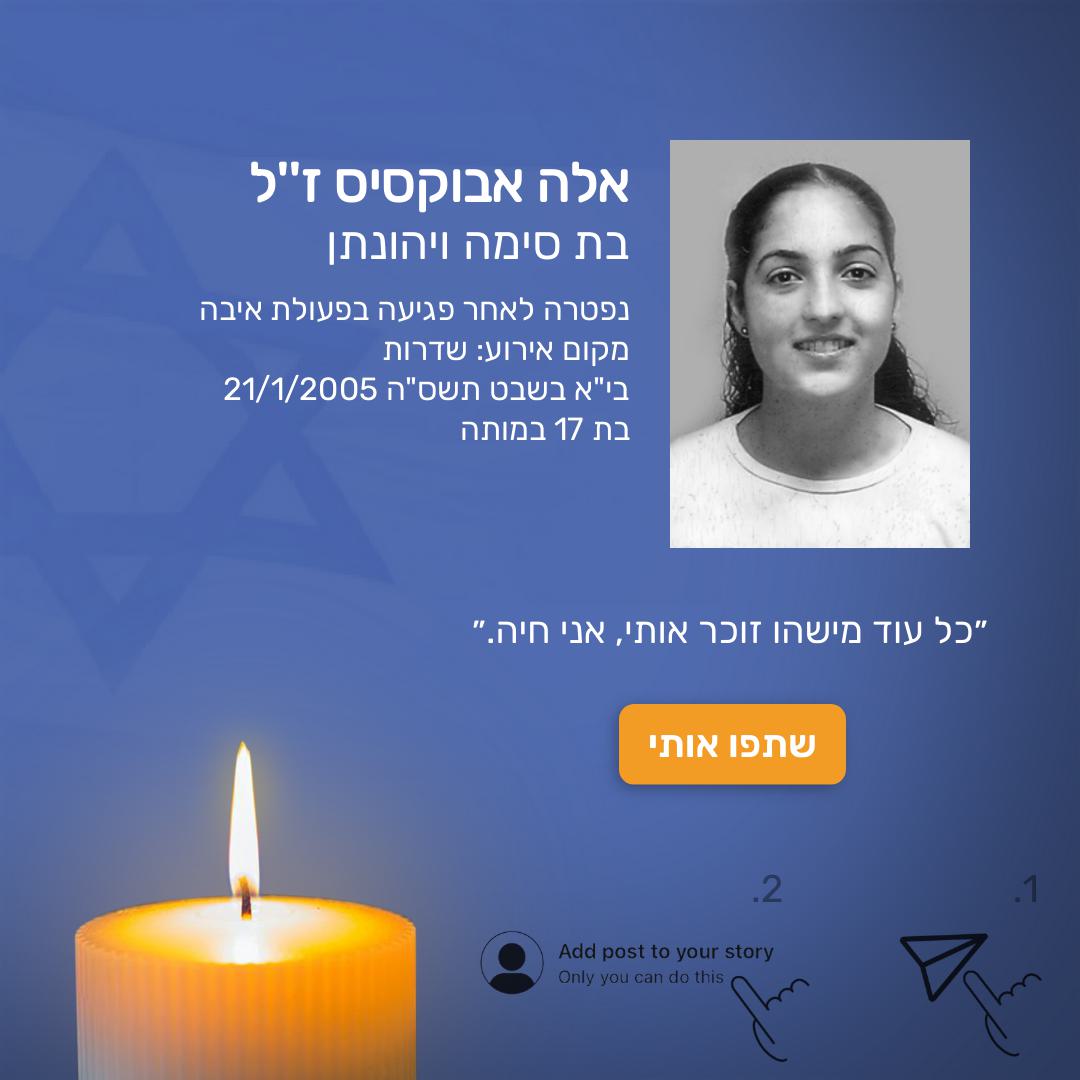 אלה אבוקסיס ז"ל
בת סימה ויהונתן
נפטרה לאחר פגיעה בפעולת איבה
מקום אירוע: שדרות
בי"א בשבט תשס"ה 21/1/2005
בת 17 במותה
״כל עוד מישהו זוכר אותי, אני חיה.״
שתפו אותי
1.
2.
Add post to your story
Only you can do this